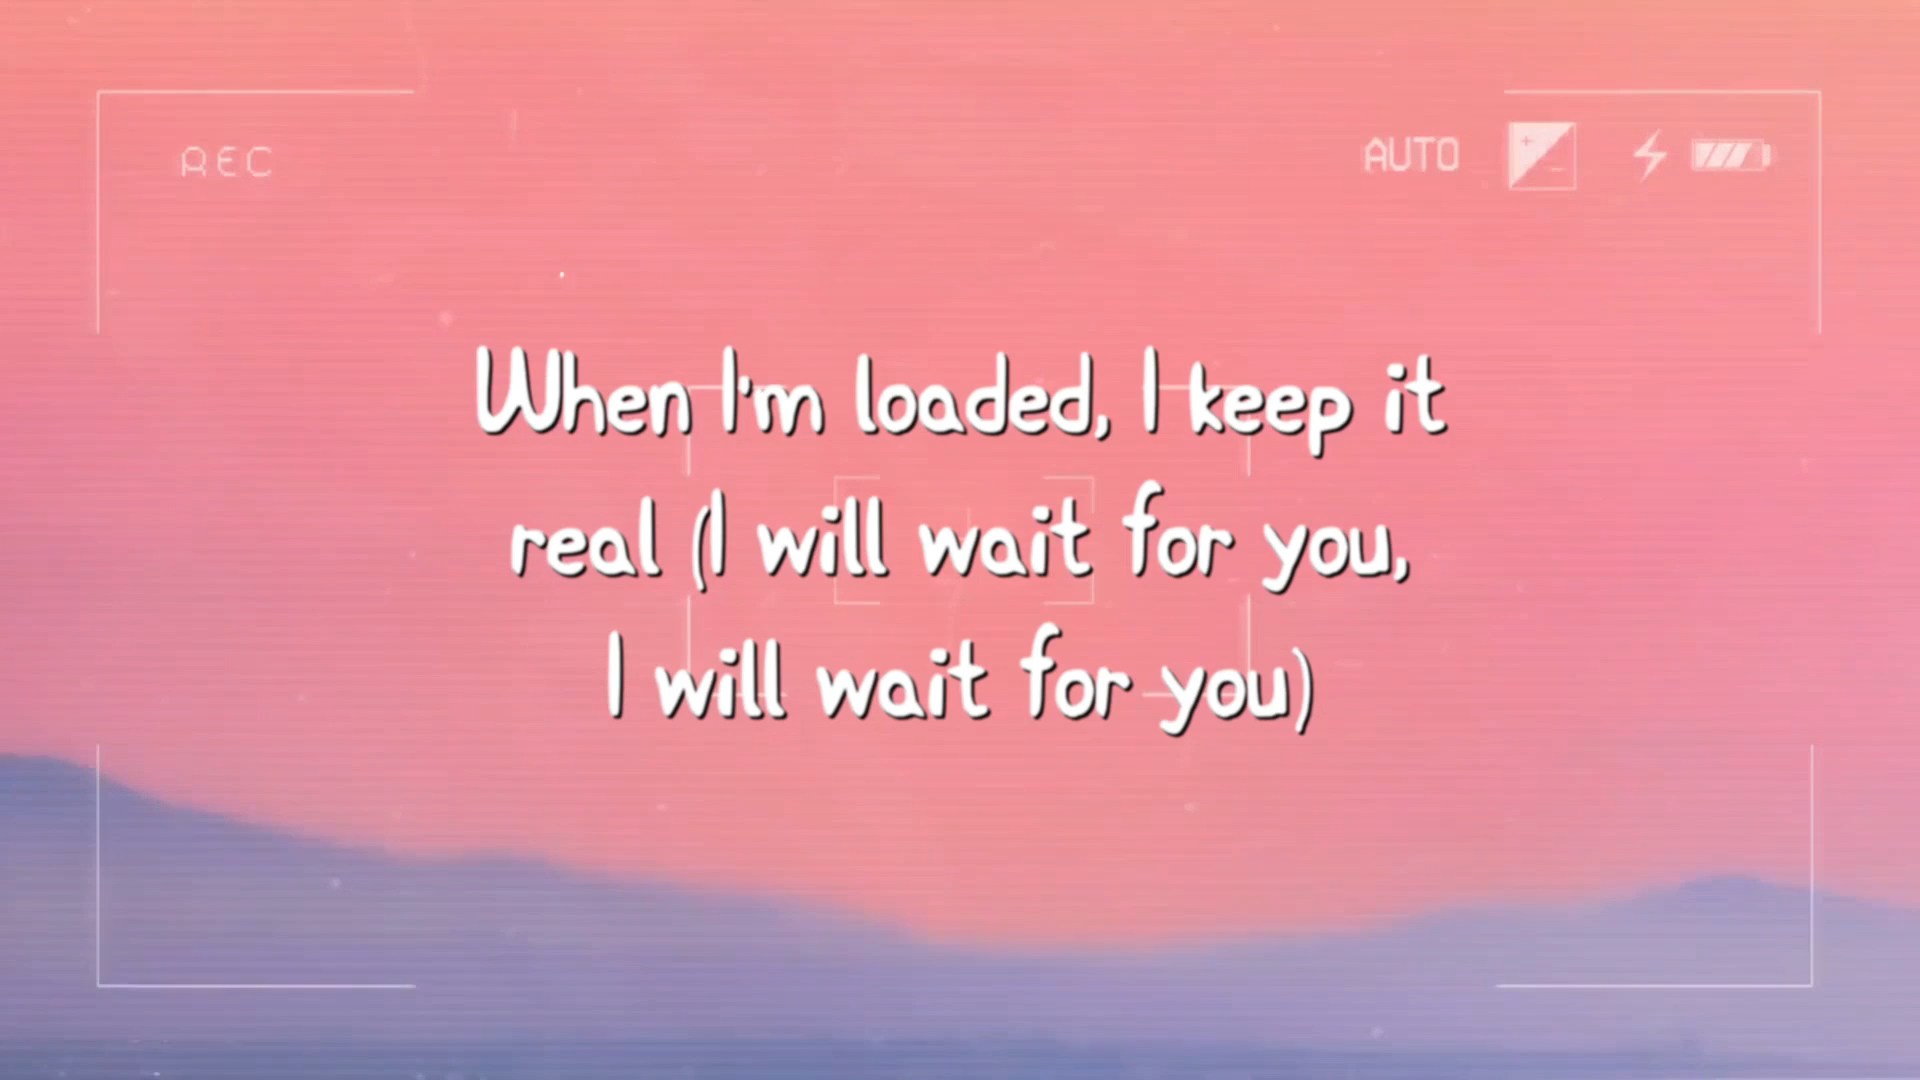 REC
AUTO
When I'm loaded, I keep it
real (I will wait for you,
I will wait for you)